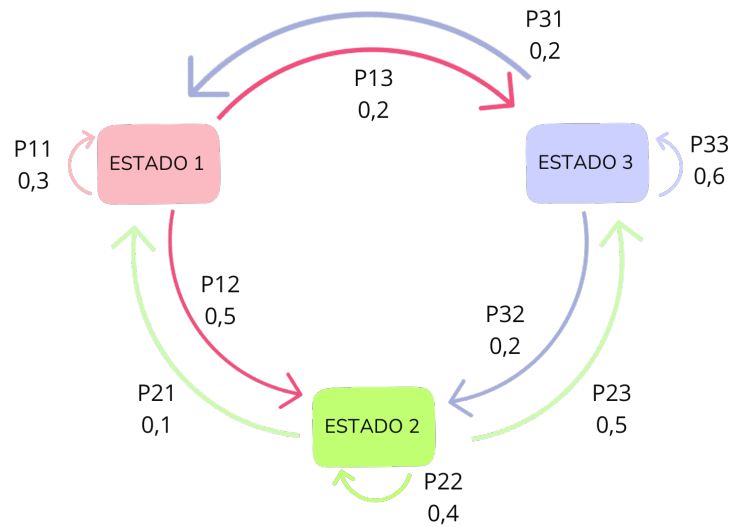 P31
0,2
P13
0,2
P11
0,3
ESTADO 1
ESTADO 3
P33
0,6
P12
0,5
P32
0,2
P21
0,1
P23
0,5
ESTADO 2
P22
0,4